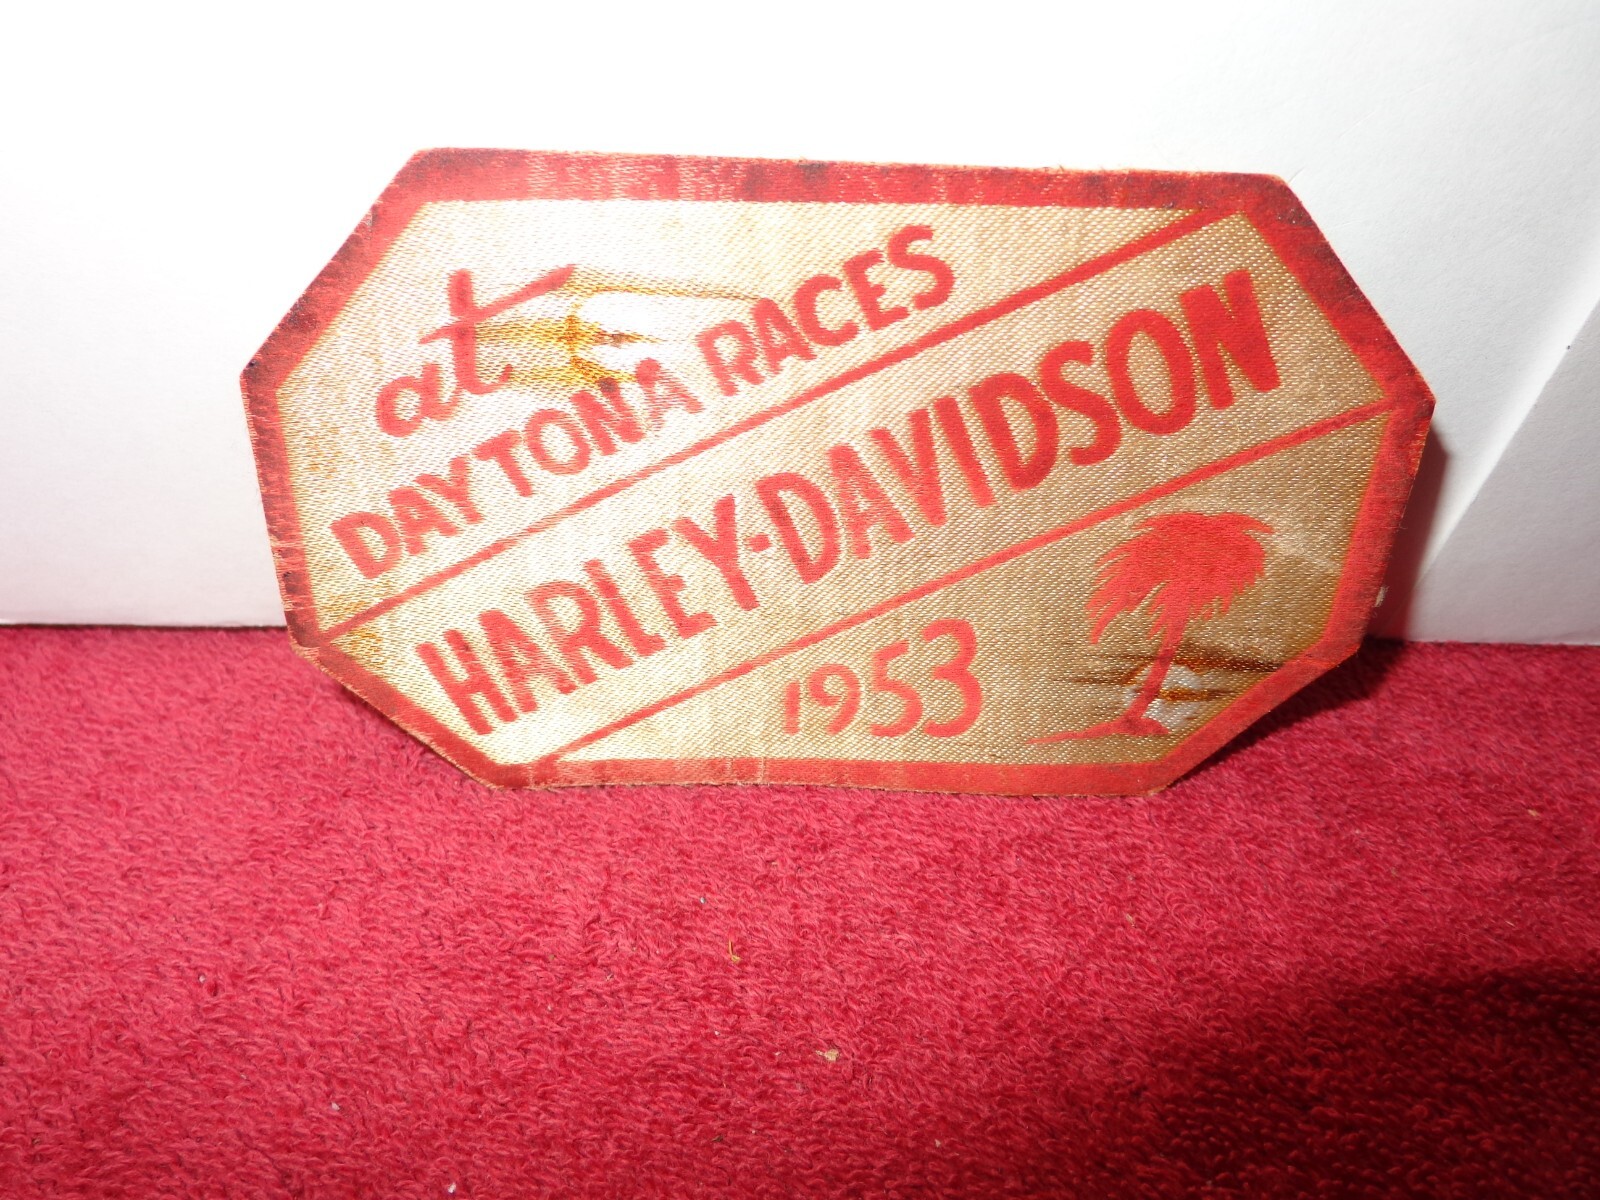 at
DAYTONA RACES
HARLEY-DAVIDSON
1953